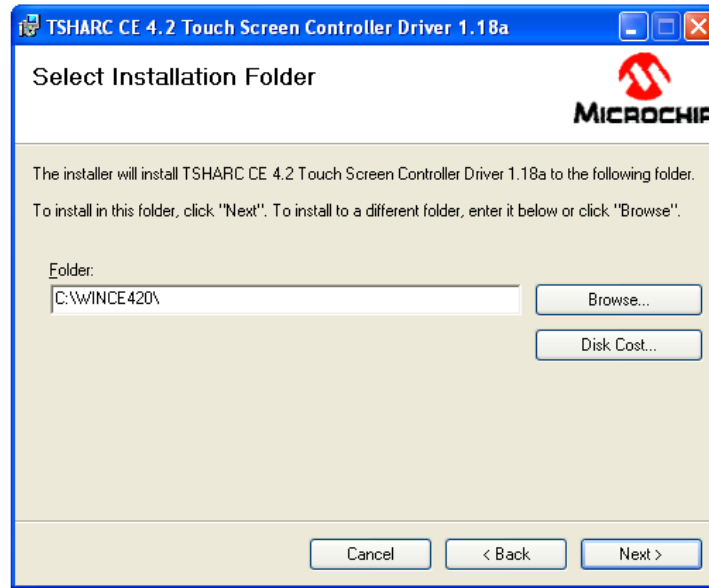 TSHARC CE 4.2 Touch Screen Controller Driver 1.18a
Select Installation Folder
MICROCHIP
The installer will install TSHARC CE 4.2 Touch Screen Controller Driver 1.18a to the following folder.
To install in this folder, click "Next". To install to a different folder, enter it below or click "Browse".
Folder:
C:\WINCE420\
Browse...
Disk Cost...
Cancel
< Back
Next >